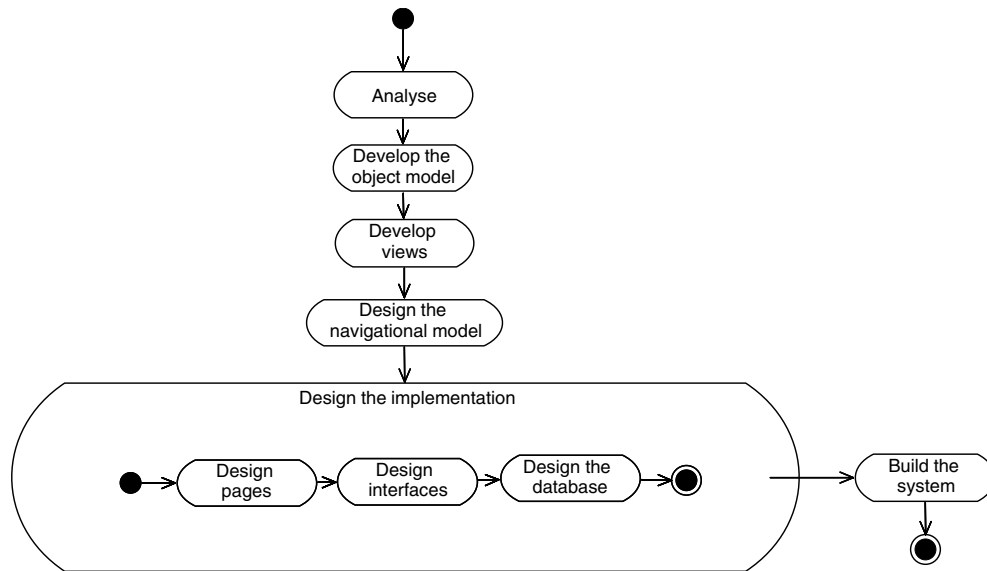 Analyse
Develop the
object model
Develop
views
Design the
navigational model
Design the implementation
Design
pages
Design
interfaces
Design the
database
Build the
system